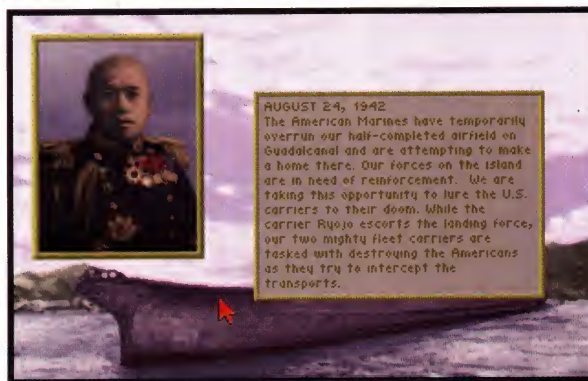 AUGUST 24, 1942
The American Marines have temporarily
overrun our half-completed airfield on
Guadalcanal and are attempting to make
a home there. Our forces on the island
are in need of reinforcement. We are
taking this opportunity to lure the U.S.
carriers to their doom. While the
carrier Ryojo escorts the landing force,
our two mighty fleet carriers are
tasked with destroying the Americans
as they try to intercept the
transports.